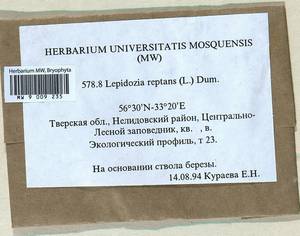 HERBARIUM UNIVERSITATIS MOSQUENSIS
(MW)
Herbarium MW, Bryophyta
MW 9 009 235
578.8 Lepidozia reptans (L.) Dum.
56°30'N-33°20'E
Тверская обл., Нелидовский район, Центрально-
Лесной заповедник, кв. , в.
Экологический профиль, т 23.
На основании ствола березы.
14.08.94 Кураева Е.Н.